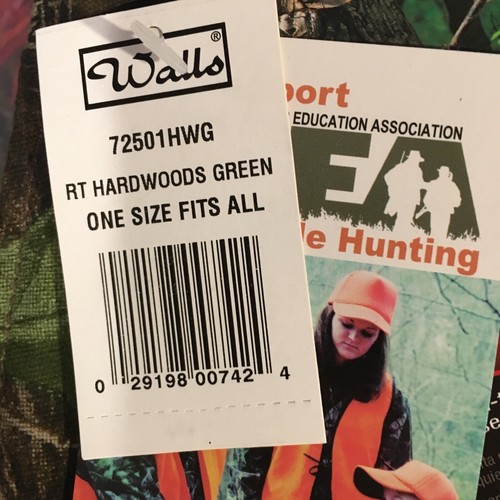 Walls®
72501HWG
RT HARDWOODS GREEN
ONE SIZE FITS ALL
0 29198 00742 4
port
EDUCATION ASSOCIATION
EA
le Hunting